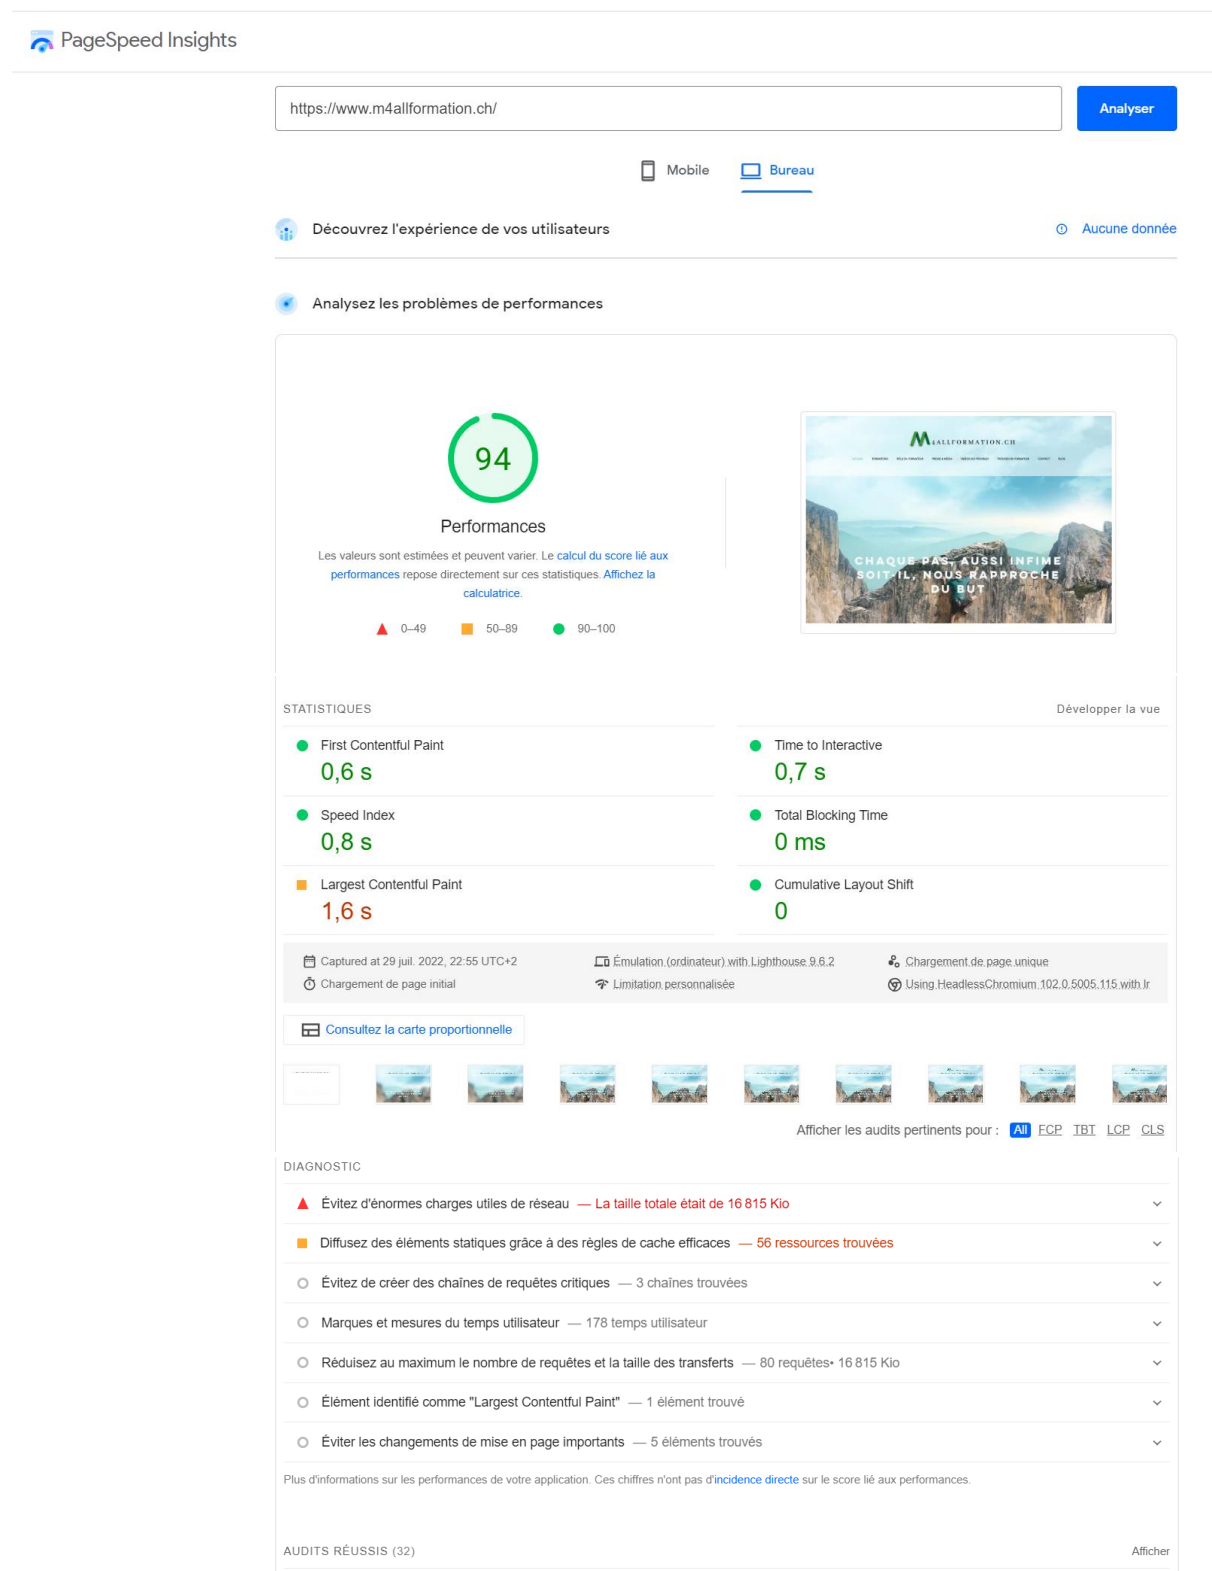 PageSpeed Insights
https://www.m4allformation.ch/
Analyser
Mobile
Bureau
Découvrez l'expérience de vos utilisateurs
Aucune donnée
Analysez les problèmes de performances
94
Performances
Les valeurs sont estimées et peuvent varier. Le calcul du score lié aux
performances repose directement sur ces statistiques. Affichez la
calculatrice.
0–49
50–89
90–100
M4ALLFORMATION.CH
CHAQUE PAS, AUSSI INFIME
SOIT-IL, NOUS RAPPROCHE
DU BUT
STATISTIQUES
Développer la vue
First Contentful Paint
0,6 s
Time to Interactive
0,7 s
Speed Index
0,8 s
Total Blocking Time
0 ms
Largest Contentful Paint
1,6 s
Cumulative Layout Shift
0
Captured at 29 juil. 2022, 22:55 UTC+2
Émulation (ordinateur) with Lighthouse 9.6.2
Chargement de page unique
Chargement de page initial
Limitation personnalisée
Using HeadlessChromium 102.0.5005.115 with lr
Consultez la carte proportionnelle
Afficher les audits pertinents pour : All FCP TBT LCP CLS
DIAGNOSTIC
Évitez d'énormes charges utiles de réseau — La taille totale était de 16 815 Kio
Diffusez des éléments statiques grâce à des règles de cache efficaces — 56 ressources trouvées
Évitez de créer des chaînes de requêtes critiques — 3 chaînes trouvées
Marques et mesures du temps utilisateur — 178 temps utilisateur
Réduisez au maximum le nombre de requêtes et la taille des transferts — 80 requêtes• 16 815 Kio
Élément identifié comme "Largest Contentful Paint" — 1 élément trouvé
Éviter les changements de mise en page importants — 5 éléments trouvés
Plus d'informations sur les performances de votre application. Ces chiffres n'ont pas d'incidence directe sur le score lié aux performances.
AUDITS RÉUSSIS (32)
Afficher